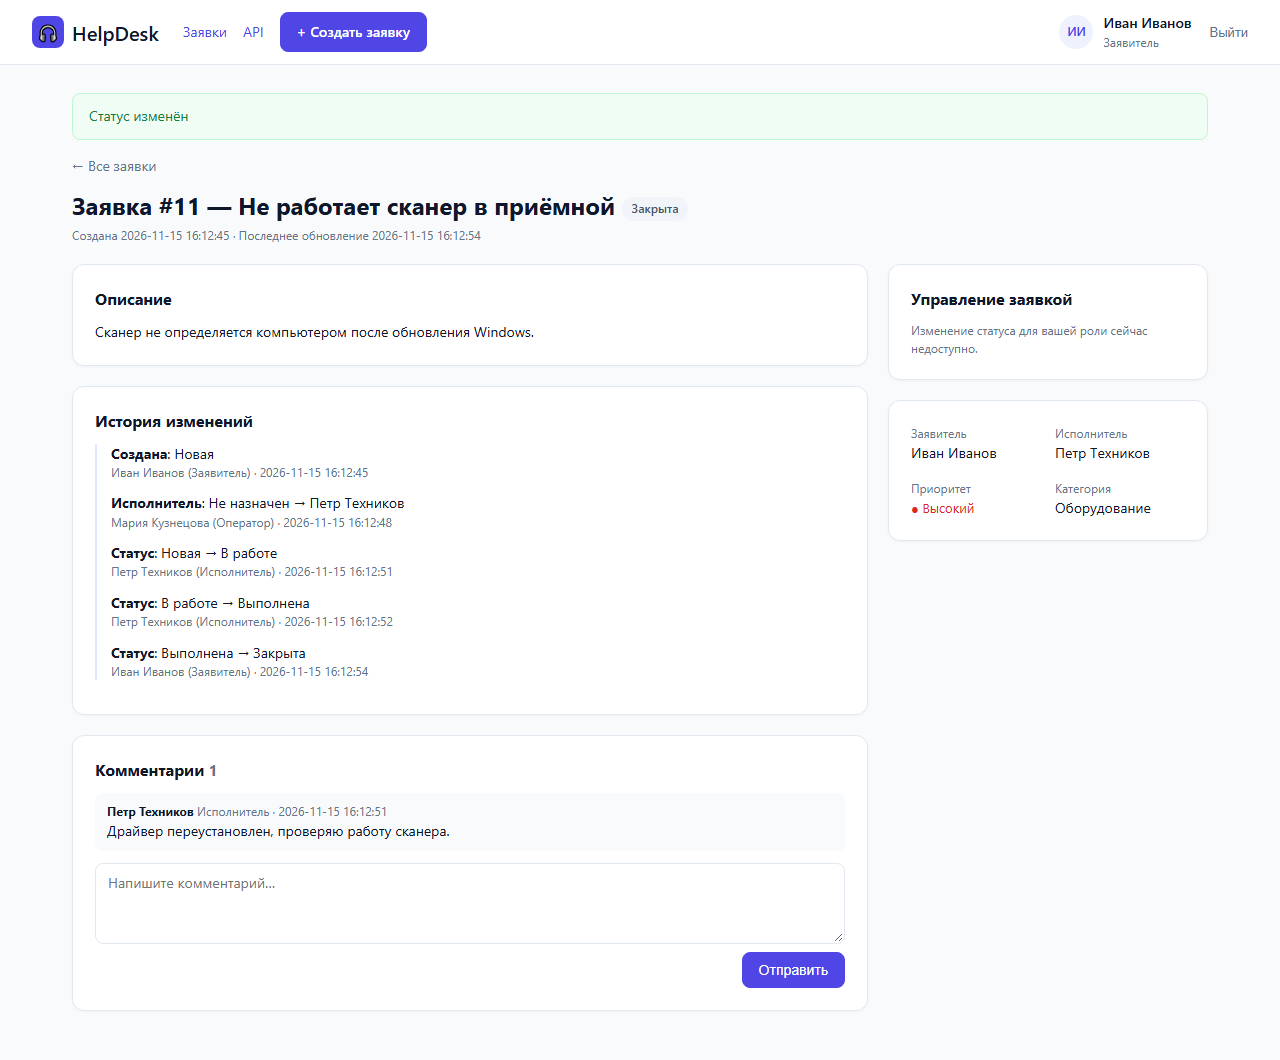 HelpDesk
Заявки
API
+ Создать заявку
ИИ
Иван Иванов
Заявитель
Выйти
Статус изменён
← Все заявки
Заявка #11 — Не работает сканер в приёмной
Закрыта
Создана 2026-11-15 16:12:45 · Последнее обновление 2026-11-15 16:12:54
Описание
Сканер не определяется компьютером после обновления Windows.
История изменений
Создана: Новая
Иван Иванов (Заявитель) · 2026-11-15 16:12:45
Исполнитель: Не назначен → Петр Техников
Мария Кузнецова (Оператор) · 2026-11-15 16:12:48
Статус: Новая → В работе
Петр Техников (Исполнитель) · 2026-11-15 16:12:51
Статус: В работе → Выполнена
Петр Техников (Исполнитель) · 2026-11-15 16:12:52
Статус: Выполнена → Закрыта
Иван Иванов (Заявитель) · 2026-11-15 16:12:54
Комментарии 1
Петр Техников Исполнитель · 2026-11-15 16:12:51
Драйвер переустановлен, проверяю работу сканера.
Напишите комментарий...
Отправить
Управление заявкой
Изменение статуса для вашей роли сейчас
недоступно.
Заявитель
Иван Иванов
Исполнитель
Петр Техников
Приоритет
● Высокий
Категория
Оборудование